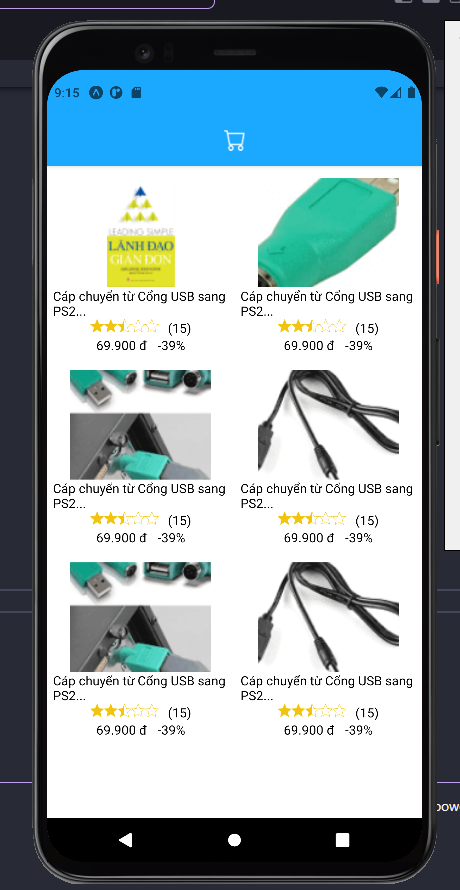 9:15
LEADING SIMPLE
LÃNH ĐẠO
GIẢN ĐƠN
Cáp chuyển từ Cổng USB sang
PS2...
(15)
69.900 đ -39%
Cáp chuyển từ Cổng USB sang
PS2...
(15)
69.900 đ -39%
Cáp chuyển từ Cổng USB sang
PS2...
(15)
69.900 đ -39%
Cáp chuyển từ Cổng USB sang
PS2...
(15)
69.900 đ -39%
Cáp chuyển từ Cổng USB sang
PS2...
(15)
69.900 đ -39%
Cáp chuyển từ Cổng USB sang
PS2...
(15)
69.900 đ -39%